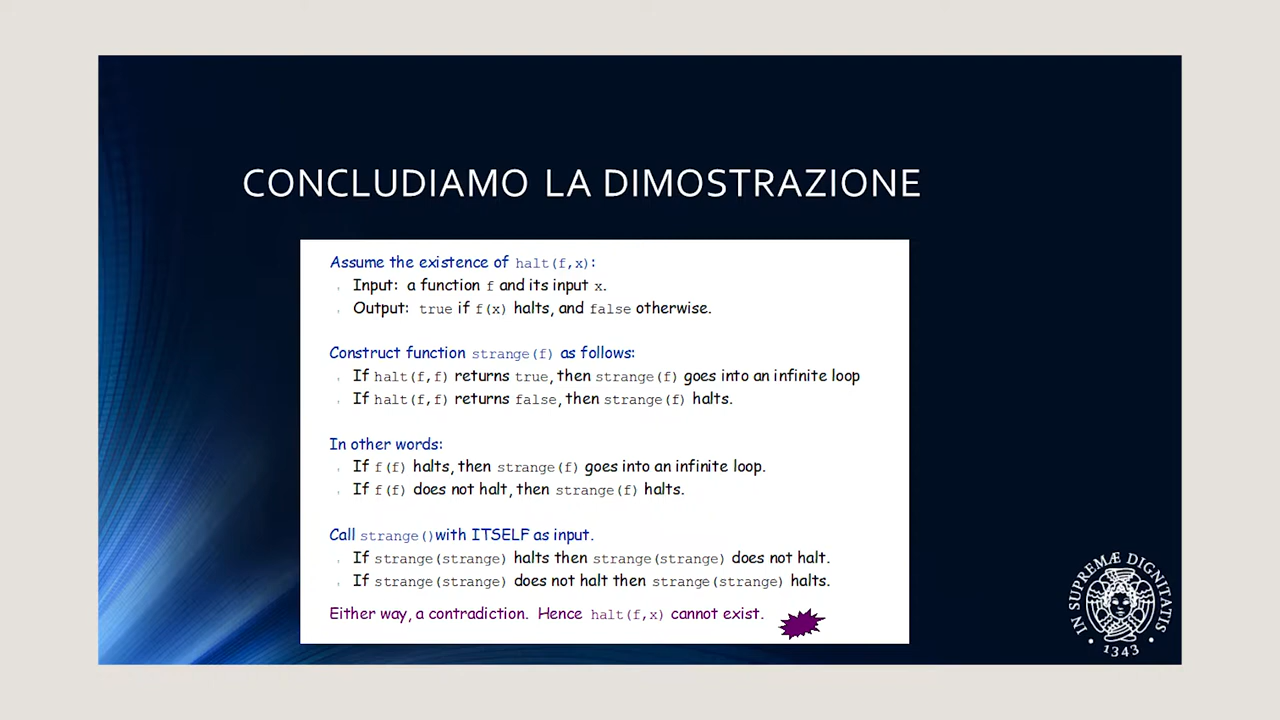 CONCLUDIAMO LA DIMOSTRAZIONE
Assume the existence of halt(f,x):
Input: a function f and its input x.
Output: true if f(x) halts, and false otherwise.
Construct function strange(f) as follows:
If halt(f,f) returns true, then strange(f) goes into an infinite loop
If halt(f,f) returns false, then strange(f) halts.
In other words:
If f(f) halts, then strange(f) goes into an infinite loop.
If f(f) does not halt, then strange(f) halts.
Call strange()with ITSELF as input.
If strange(strange) halts then strange(strange) does not halt.
If strange(strange) does not halt then strange(strange) halts.
Either way, a contradiction. Hence halt(f,x) cannot exist.
IN SUPREMÆ DIGNITATIS
• 1343 •